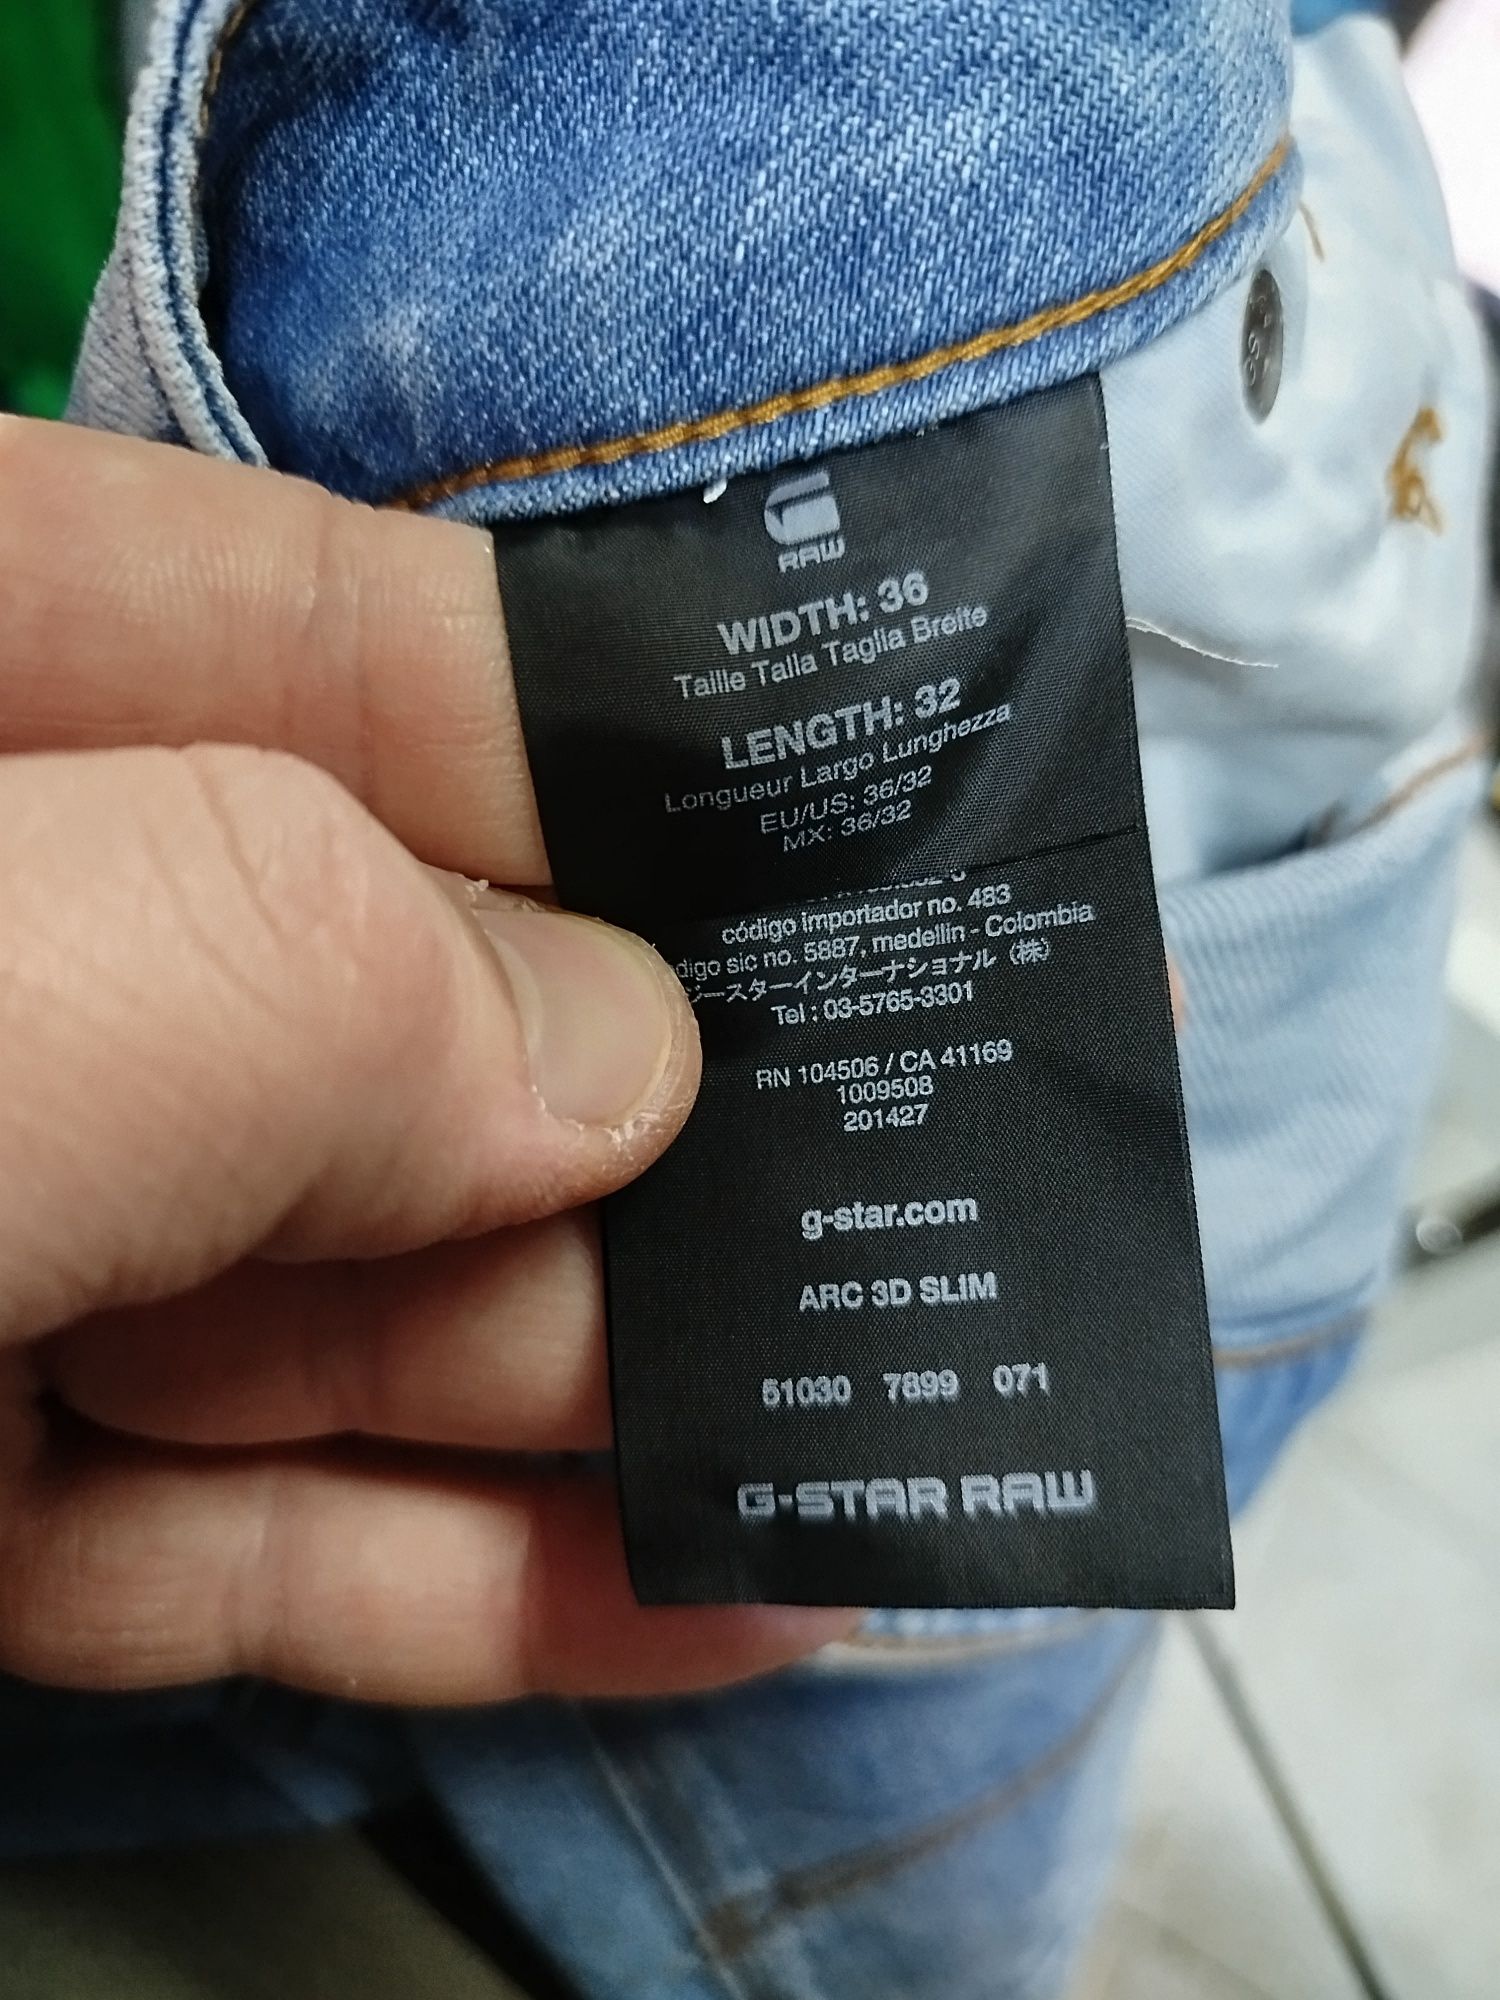 RAW
WIDTH: 36
Taille Talla Taglia Breite
LENGTH: 32
Longueur Largo Lunghezza
EU/US: 36/32
MX: 36/32
código importador no. 483
sic no. 5887, medellin - Colombia
ジースターインターナショナル（株）
Tel : 03-5765-3301
RN 104506 / CA 41169
1009508
201427
g-star.com
ARC 3D SLIM
51030 7899 071
G-STAR RAW